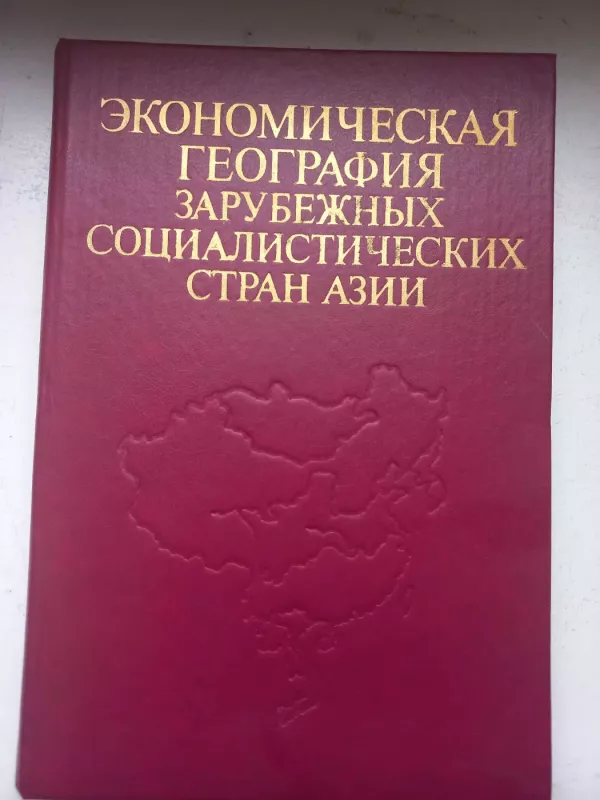 ЭКОНОМИЧЕСКАЯ
ГЕОГРАФИЯ
ЗАРУБЕЖНЫХ
СОЦИАЛИСТИЧЕСКИХ
СТРАН АЗИИ